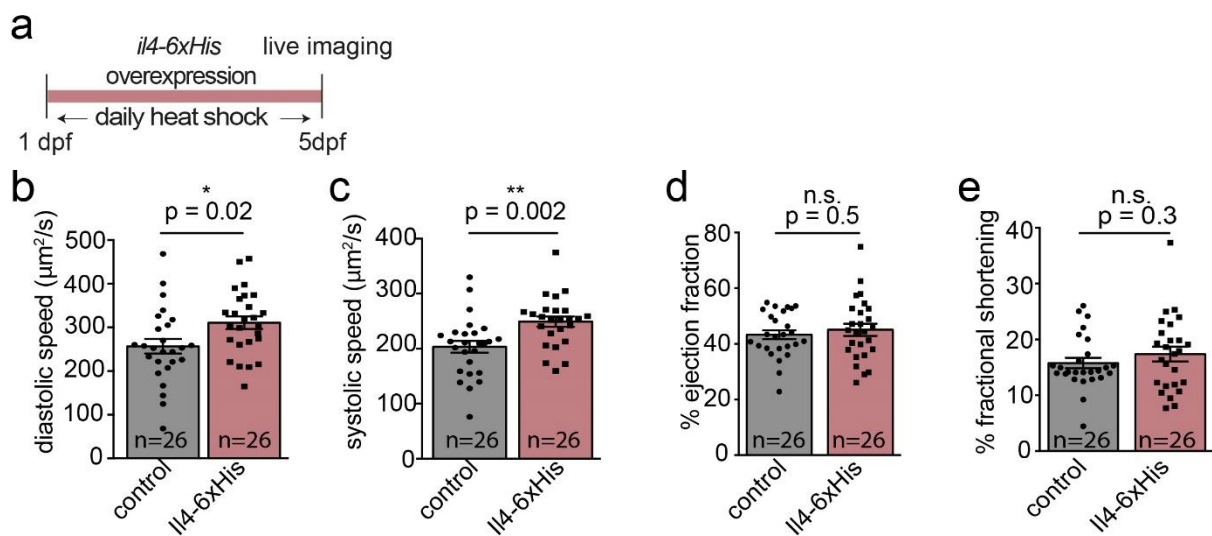 a
il4-6xHis live imaging
overexpression
daily heat shock
1 dpf 5dpf
b
*
p = 0.02
diastolic speed (µm²/s)
500
400
300
200
100
0
n=26 n=26
control Il4-6xHis
c
**
p = 0.002
systolic speed (µm²/s)
400
300
200
100
0
n=26 n=26
control Il4-6xHis
d
n.s.
p = 0.5
% ejection fraction
80
60
40
20
0
n=26 n=26
control Il4-6xHis
e
n.s.
p = 0.3
% fractional shortening
40
30
20
10
0
n=26 n=26
control Il4-6xHis